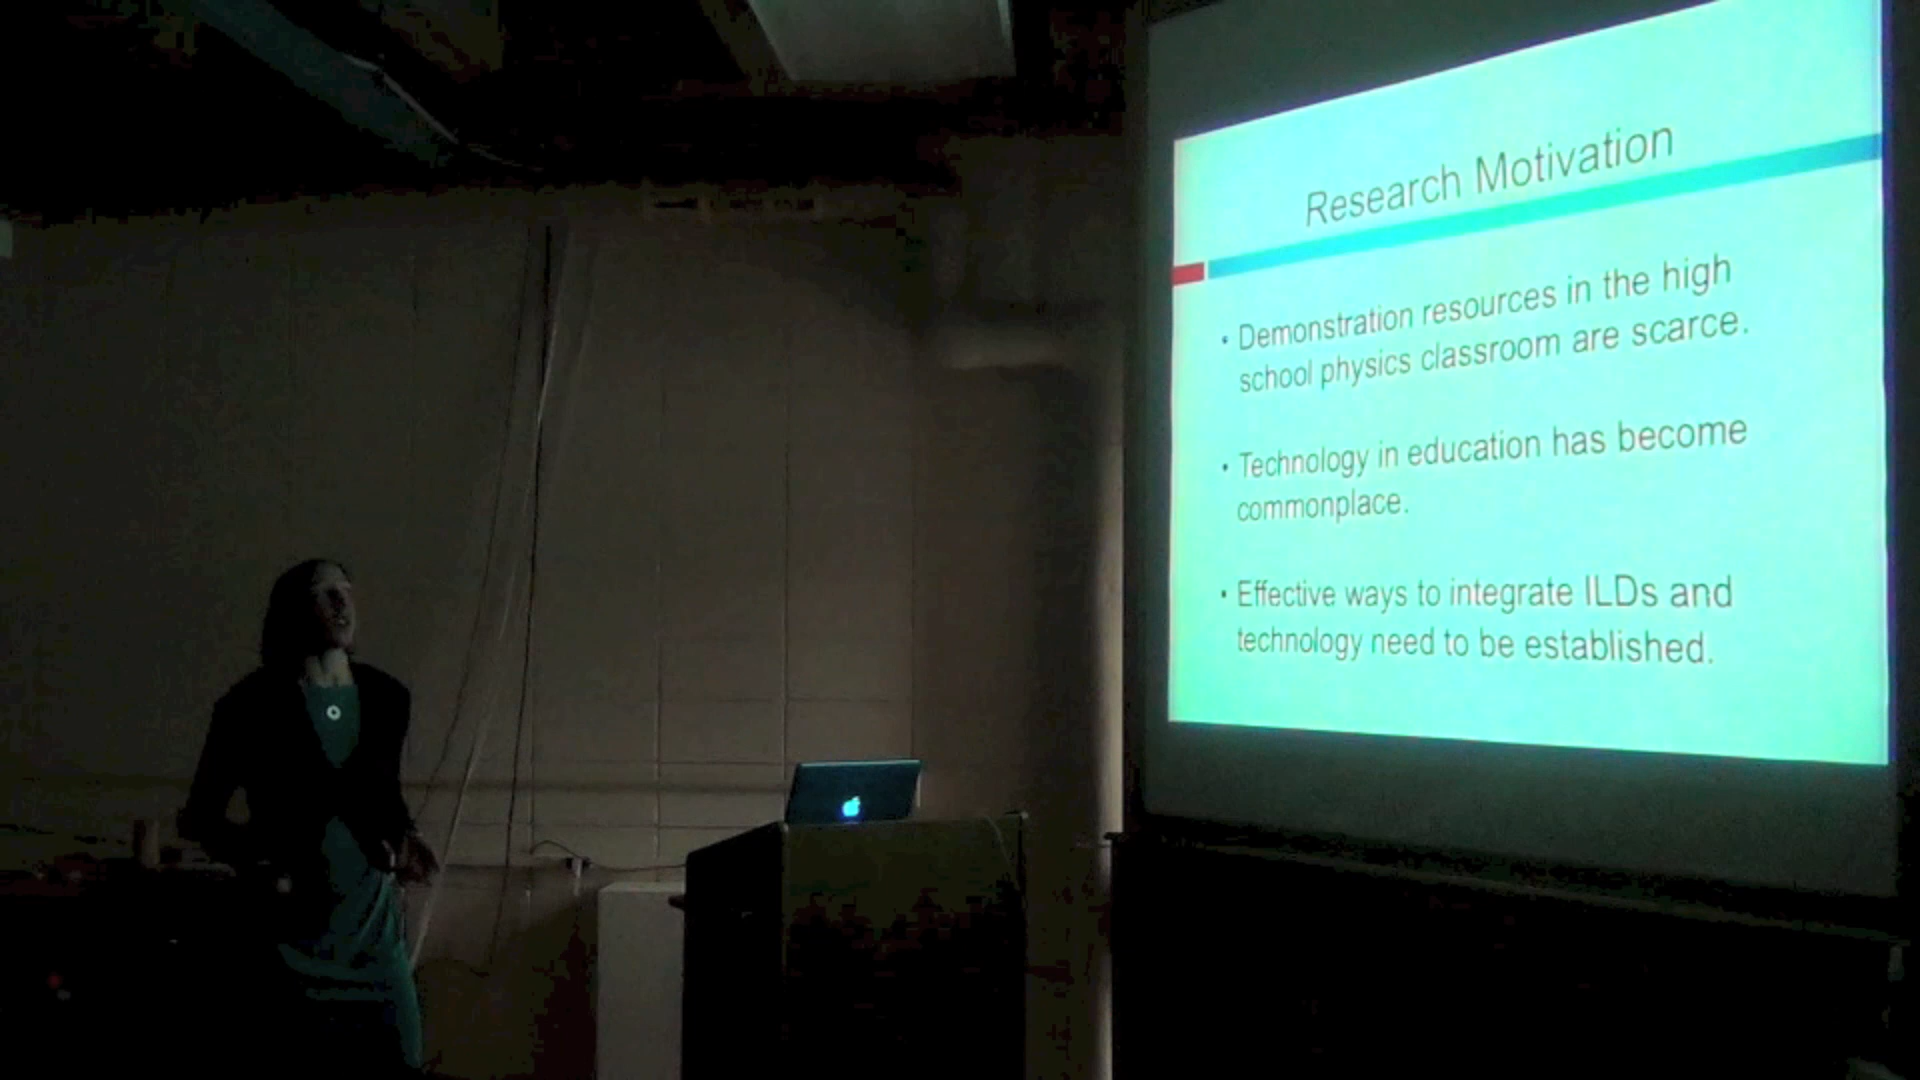 Research Motivation
• Demonstration resources in the high
school physics classroom are scarce.
• Technology in education has become
commonplace.
• Effective ways to integrate ILDs and
technology need to be established.